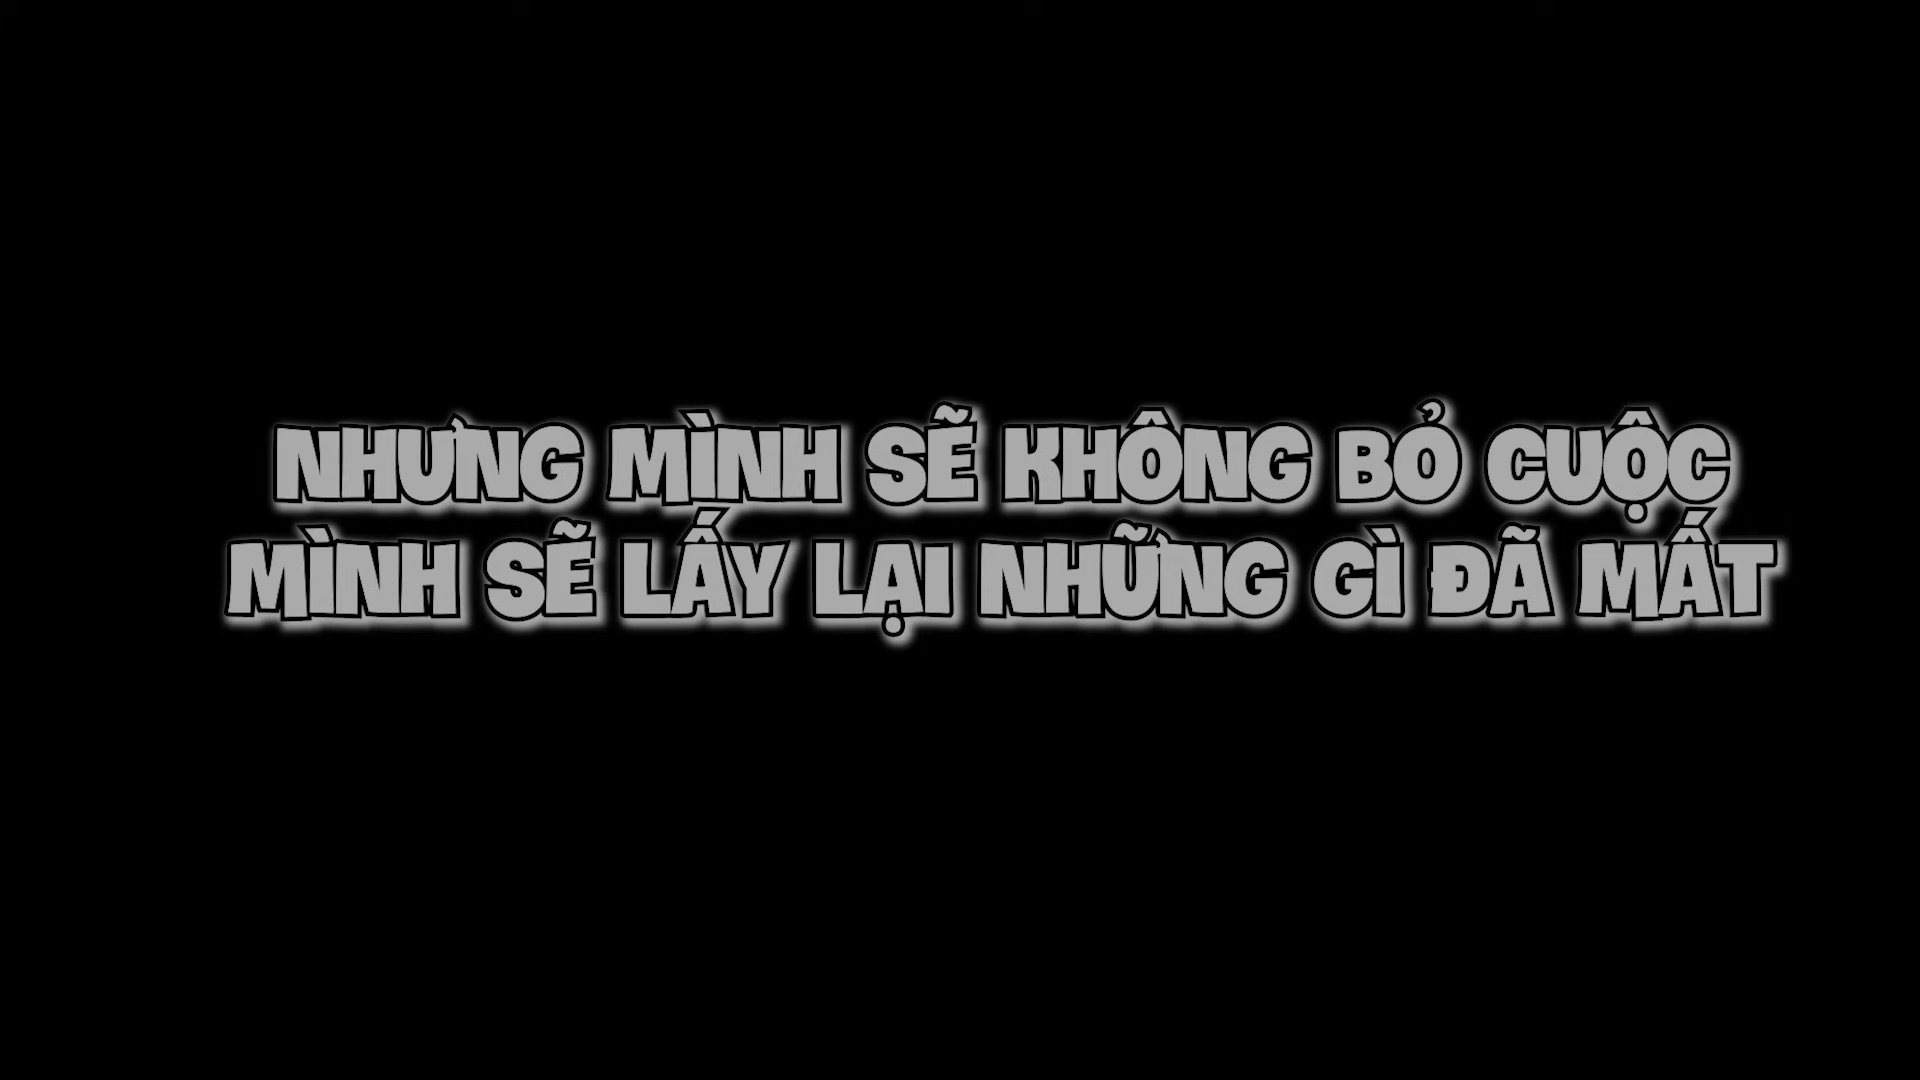 NHƯNG MÌNH SẼ KHÔNG BỎ CUỘC
MÌNH SẼ LẤY LẠI NHỮNG GÌ ĐÃ MẤT